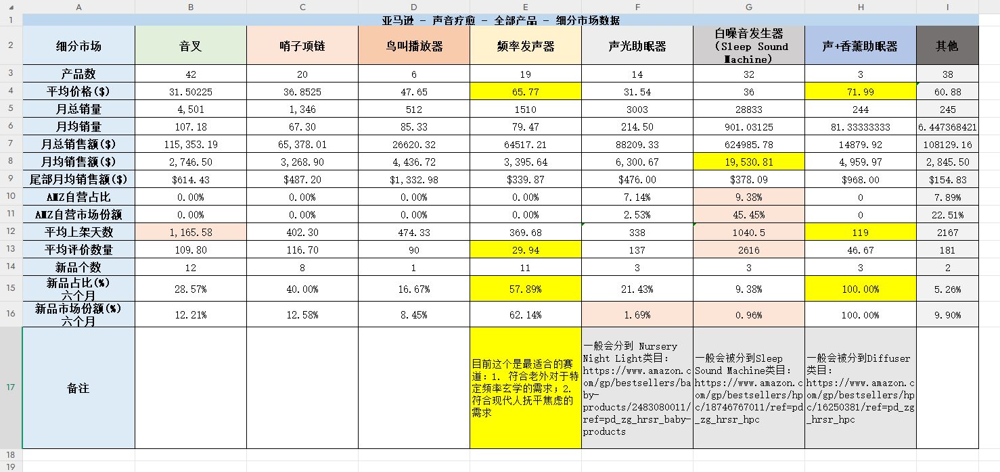 A B C D E F G H I
1 亚马逊 - 声音疗愈 - 全部产品 - 细分市场数据
2 细分市场 音叉 哨子项链 鸟叫播放器 频率发声器 声光助眠器 白噪音发生器 (Sleep Sound Machine) 声+香薰助眠器 其他
3 产品数 42 20 6 19 14 32 3 38
4 平均价格($) 31.50225 36.8525 47.65 65.77 31.54 36 71.99 60.88
5 月总销量 4,501 1,346 512 1510 3003 28833 244 245
6 月均销量 107.18 67.30 85.33 79.47 214.50 901.03125 81.33333333 6.447368421
7 月总销售额($) 115,353.19 65,378.01 26620.32 64517.21 88209.33 624985.78 14879.92 108129.16
8 月均销售额($) 2,746.50 3,268.90 4,436.72 3,395.64 6,300.67 19,530.81 4,959.97 2,845.50
9 尾部月均销售额($) $614.43 $487.20 $1,332.98 $339.87 $476.00 $378.09 $968.00 $154.83
10 AMZ自营占比 0.00% 0.00% 0.00% 0.00% 7.14% 9.38% 0 7.89%
11 AMZ自营市场份额 0.00% 0.00% 0.00% 0.00% 2.53% 45.45% 0 22.51%
12 平均上架天数 1,165.58 402.30 474.33 369.68 338 1040.5 119 2167
13 平均评价数量 109.80 116.70 90 29.94 137 2616 46.67 181
14 新品个数 12 8 1 11 3 3 3 2
15 新品占比(%) 六个月 28.57% 40.00% 16.67% 57.89% 21.43% 9.38% 100.00% 5.26%
16 新品市场份额(%) 六个月 12.21% 12.58% 8.45% 62.14% 1.69% 0.96% 100.00% 9.90%
17 备注
目前这个是最适合的赛
道:1. 符合老外对于特
定频率玄学的需求;2.
符合现代人抚平焦虑的
需求
一般会分到 Nursery
Night Light类目:
https://www.amazon.c
om/gp/bestsellers/ba
by-
products/2483080011/
ref=pd_zg_hrsr_baby-
products
一般会被分到Sleep
Sound Machine类目:
https://www.amazon.c
om/gp/bestsellers/hp
c/18746767011/ref=pd
_zg_hrsr_hpc
一般会被分到Diffuser
类目:
https://www.amazon.c
om/gp/bestsellers/hp
c/16250381/ref=pd_zg
_hrsr_hpc
18
19